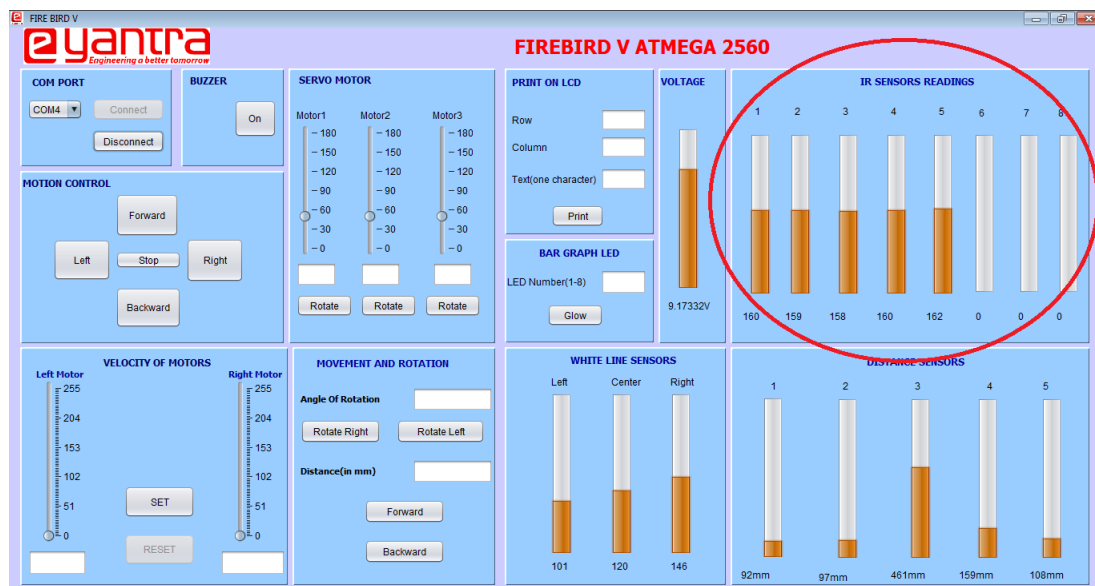 FIRE BIRD V
e yantra
Engineering a better tomorrow
FIREBIRD V ATMEGA 2560
COM PORT
COM4
Connect
Disconnect
BUZZER
On
MOTION CONTROL
Forward
Left
Stop
Right
Backward
SERVO MOTOR
Motor1 Motor2 Motor3
180 180 180
150 150 150
120 120 120
90 90 90
60 60 60
30 30 30
0 0 0
Rotate Rotate Rotate
PRINT ON LCD
Row
Column
Text(one character)
Print
BAR GRAPH LED
LED Number(1-8)
Glow
VOLTAGE
9.17332V
IR SENSORS READINGS
1 2 3 4 5 6 7 8
160 159 158 160 162 0 0 0
VELOCITY OF MOTORS
Left Motor Right Motor
255 255
204 204
153 153
102 102
51 51
0 0
SET
RESET
MOVEMENT AND ROTATION
Angle Of Rotation
Rotate Right Rotate Left
Distance(in mm)
Forward
Backward
WHITE LINE SENSORS
Left Center Right
101 120 146
DISTANCE SENSORS
1 2 3 4 5
92mm 97mm 461mm 159mm 108mm